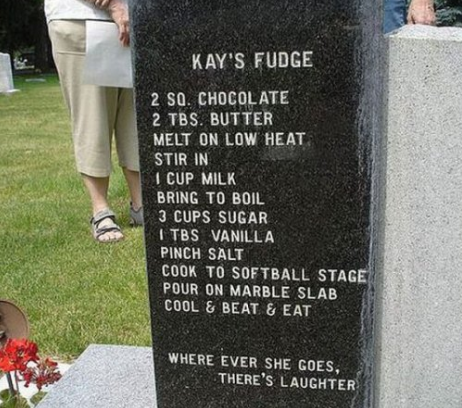 KAY'S FUDGE
2 SQ. CHOCOLATE
2 TBS. BUTTER
MELT ON LOW HEAT
STIR IN
1 CUP MILK
BRING TO BOIL
3 CUPS SUGAR
1 TBS VANILLA
PINCH SALT
COOK TO SOFTBALL STAGE
POUR ON MARBLE SLAB
COOL & BEAT & EAT
WHERE EVER SHE GOES,
THERE'S LAUGHTER